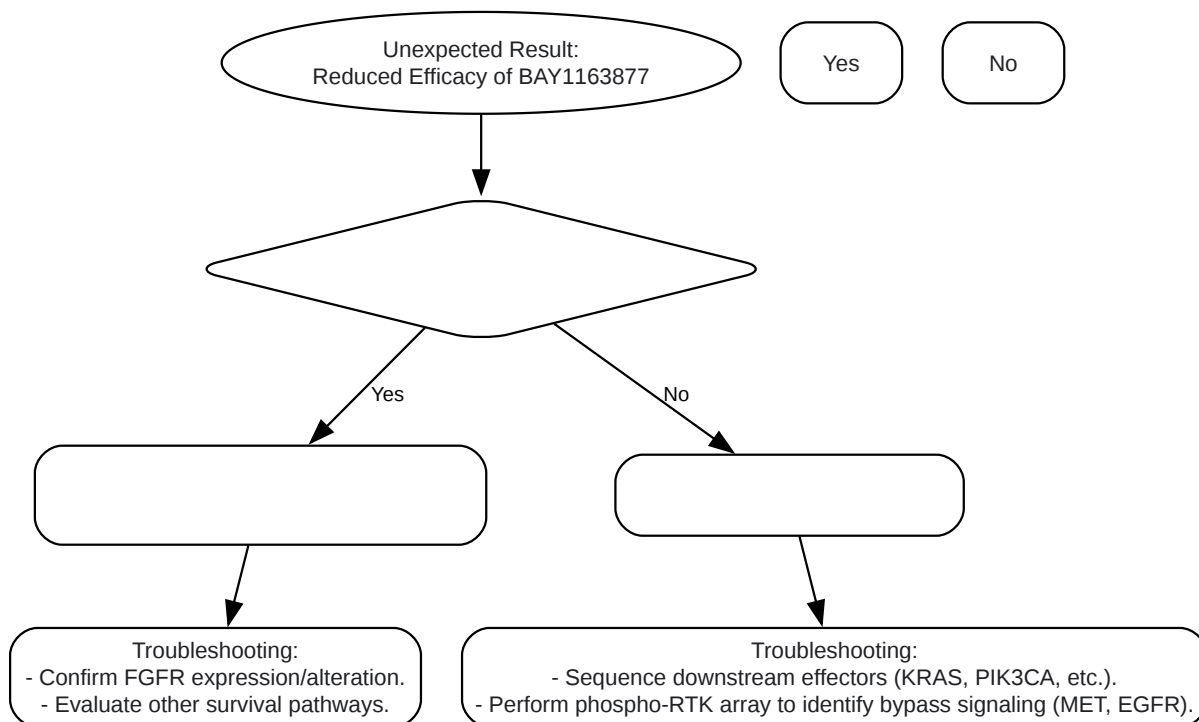 Unexpected Result:
Reduced Efficacy of BAY1163877
Yes
No
Yes
No
Troubleshooting:
- Confirm FGFR expression/alteration.
- Evaluate other survival pathways.
Troubleshooting:
- Sequence downstream effectors (KRAS, PIK3CA, etc.).
- Perform phospho-RTK array to identify bypass signaling (MET, EGFR).